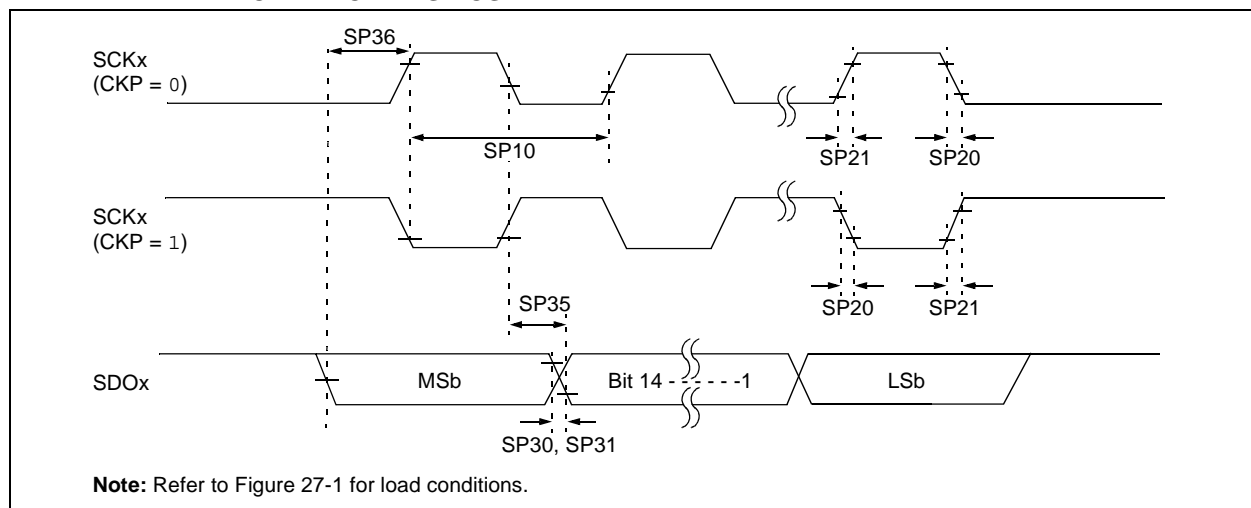 SP36
SCKx
(CKP = 0)
SP10
SP21
SP20
SCKx
(CKP = 1)
SP35
SP20
SP21
SDOx
MSb
Bit 14 - - - - - -1
LSb
SP30, SP31
Note: Refer to Figure 27-1 for load conditions.